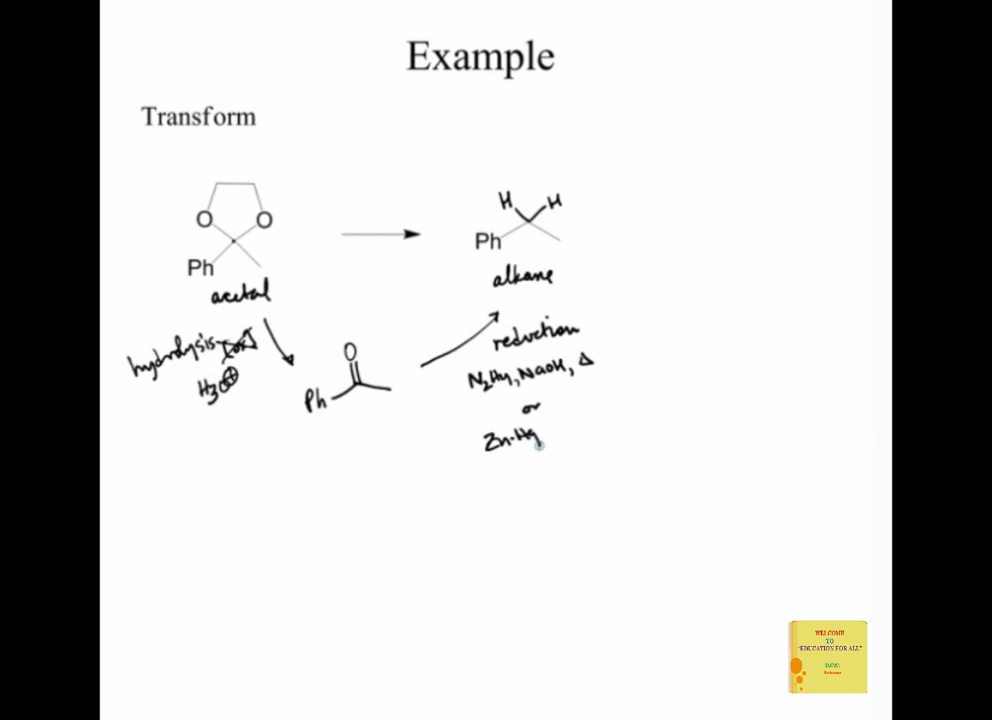 Example
Transform
O O
Ph
acetal
H H
Ph
alkane
hydrolysis
H3O⊕
O
Ph
reduction
N2H4, NaOH, Δ
or
Zn·Hg
WELCOME
TO
"EDUCATION FOR ALL"